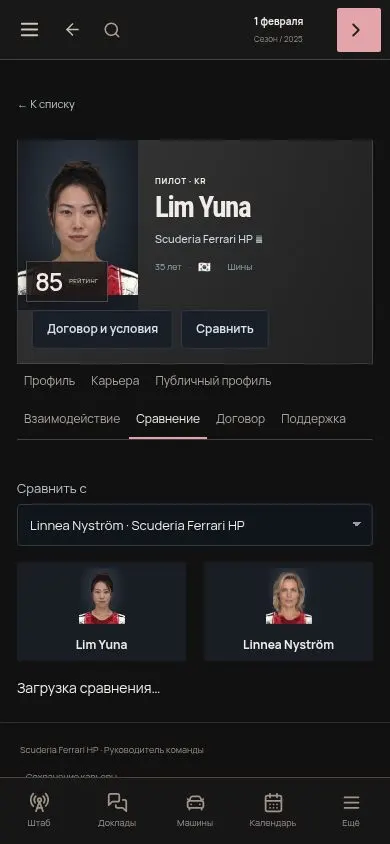 1 февраля
Сезон / 2025
← К списку
ПИЛОТ · KR
Lim Yuna
Scuderia Ferrari HP
35 лет Шины
85 РЕЙТИНГ
Договор и условия Сравнить
Профиль Карьера Публичный профиль
Взаимодействие Сравнение Договор Поддержка
Сравнить с
Linnea Nyström · Scuderia Ferrari HP
Lim Yuna Linnea Nyström
Загрузка сравнения...
Scuderia Ferrari HP · Руководитель команды
Сохранение карьеры
Штаб Доклады Машины Календарь Ещё